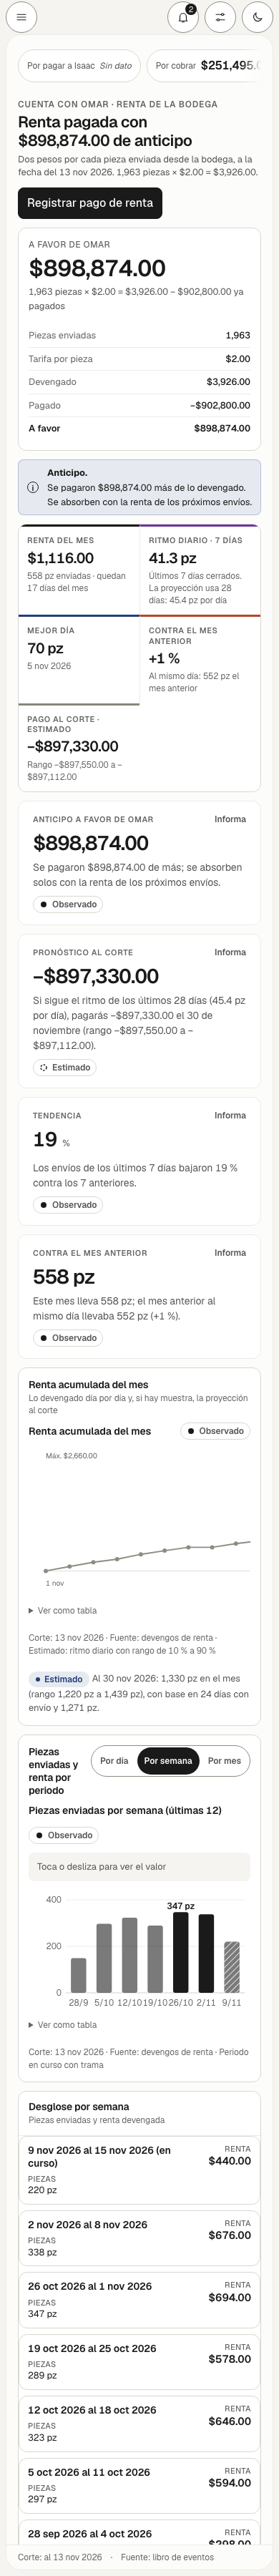 2
Por pagar a Isaac Sin dato
Por cobrar $251,495.0
CUENTA CON OMAR · RENTA DE LA BODEGA
Renta pagada con
$898,874.00 de anticipo
Dos pesos por cada pieza enviada desde la bodega, a la
fecha del 13 nov 2026. 1,963 piezas × $2.00 = $3,926.00.
Registrar pago de renta
A FAVOR DE OMAR
$898,874.00
1,963 piezas × $2.00 = $3,926.00 − $902,800.00 ya
pagados
Piezas enviadas 1,963
Tarifa por pieza $2.00
Devengado $3,926.00
Pagado −$902,800.00
A favor $898,874.00
Anticipo.
Se pagaron $898,874.00 más de lo devengado.
Se absorben con la renta de los próximos envíos.
RENTA DEL MES
$1,116.00
558 pz enviadas · quedan
17 días del mes
RITMO DIARIO · 7 DÍAS
41.3 pz
Últimos 7 días cerrados.
La proyección usa 28
días: 45.4 pz por día
MEJOR DÍA
70 pz
5 nov 2026
CONTRA EL MES
ANTERIOR
+1 %
Al mismo día: 552 pz el
mes anterior
PAGO AL CORTE ·
ESTIMADO
−$897,330.00
Rango −$897,550.00 a −
$897,112.00
ANTICIPO A FAVOR DE OMAR Informa
$898,874.00
Se pagaron $898,874.00 de más; se absorben
solos con la renta de los próximos envíos.
Observado
PRONÓSTICO AL CORTE Informa
−$897,330.00
Si sigue el ritmo de los últimos 28 días (45.4 pz
por día), pagarás −$897,330.00 el 30 de
noviembre (rango −$897,550.00 a −
$897,112.00).
Estimado
TENDENCIA Informa
19 %
Los envíos de los últimos 7 días bajaron 19 %
contra los 7 anteriores.
Observado
CONTRA EL MES ANTERIOR Informa
558 pz
Este mes lleva 558 pz; el mes anterior al
mismo día llevaba 552 pz (+1 %).
Observado
Renta acumulada del mes
Lo devengado día por día y, si hay muestra, la proyección
al corte
Renta acumulada del mes Observado
Máx. $2,660.00
1 nov
Ver como tabla
Corte: 13 nov 2026 · Fuente: devengos de renta ·
Estimado: ritmo diario con rango de 10 % a 90 %
Estimado Al 30 nov 2026: 1,330 pz en el mes
(rango 1,220 pz a 1,439 pz), con base en 24 días con
envío y 1,271 pz.
Piezas
enviadas y
renta por
periodo
Por día Por semana Por mes
Piezas enviadas por semana (últimas 12)
Observado
Toca o desliza para ver el valor
400
347 pz
200
0
28/9 5/10 12/10 19/10 26/10 2/11 9/11
Ver como tabla
Corte: 13 nov 2026 · Fuente: devengos de renta · Periodo
en curso con trama
Desglose por semana
Piezas enviadas y renta devengada
9 nov 2026 al 15 nov 2026 (en
curso)
RENTA
$440.00
PIEZAS
220 pz
2 nov 2026 al 8 nov 2026
RENTA
$676.00
PIEZAS
338 pz
26 oct 2026 al 1 nov 2026
RENTA
$694.00
PIEZAS
347 pz
19 oct 2026 al 25 oct 2026
RENTA
$578.00
PIEZAS
289 pz
12 oct 2026 al 18 oct 2026
RENTA
$646.00
PIEZAS
323 pz
5 oct 2026 al 11 oct 2026
RENTA
$594.00
PIEZAS
297 pz
28 sep 2026 al 4 oct 2026
RENTA
Corte: al 13 nov 2026 · Fuente: libro de eventos